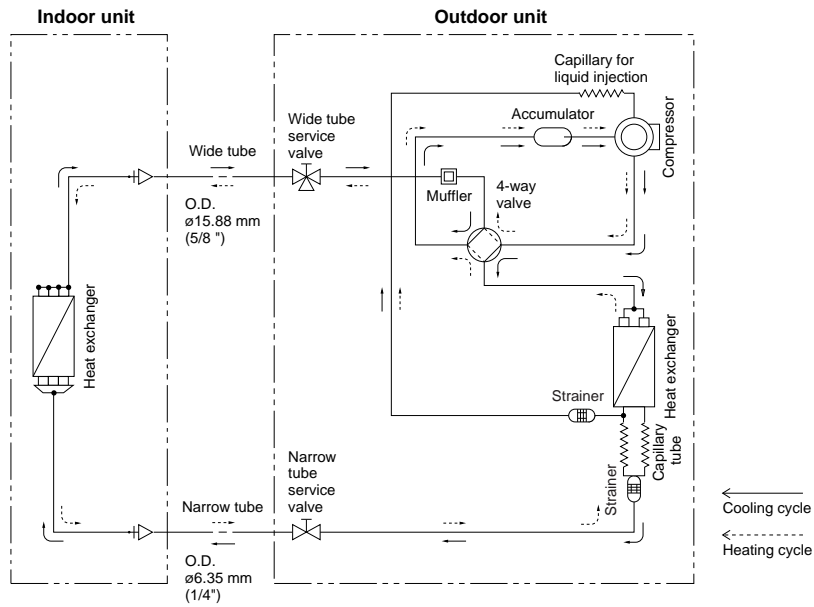 Indoor unit
Outdoor unit
Capillary for
liquid injection
Accumulator
Compressor
Wide tube
service
valve
Wide tube
Muffler
4-way
valve
O.D.
ø15.88 mm
(5/8 ")
Heat exchanger
Heat exchanger
Strainer
Capillary
tube
Strainer
Narrow
tube
service
valve
Narrow tube
O.D.
ø6.35 mm
(1/4")
Cooling cycle
Heating cycle